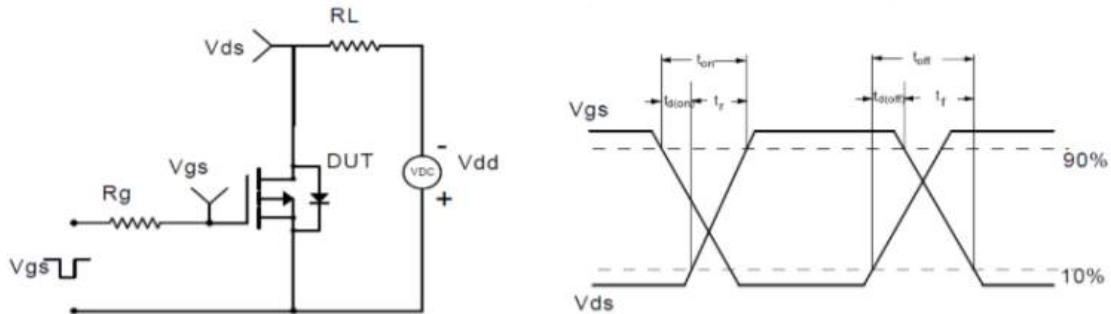 RL
Vds
Vgs
DUT
-
VDC
Vdd
+
Rg
Vgs
ton
toff
td(on)
tr
td(off)
tf
Vgs
90%
10%
Vds